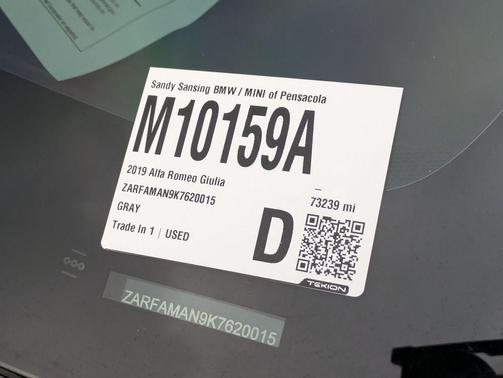 Sandy Sansing BMW / MINI of Pensacola
M10159A
2019 Alfa Romeo Giulia
ZARFAMAN9K7620015
73239 mi
GRAY
D
Trade In 1 | USED
TEKION
ZARFAMAN9K7620015